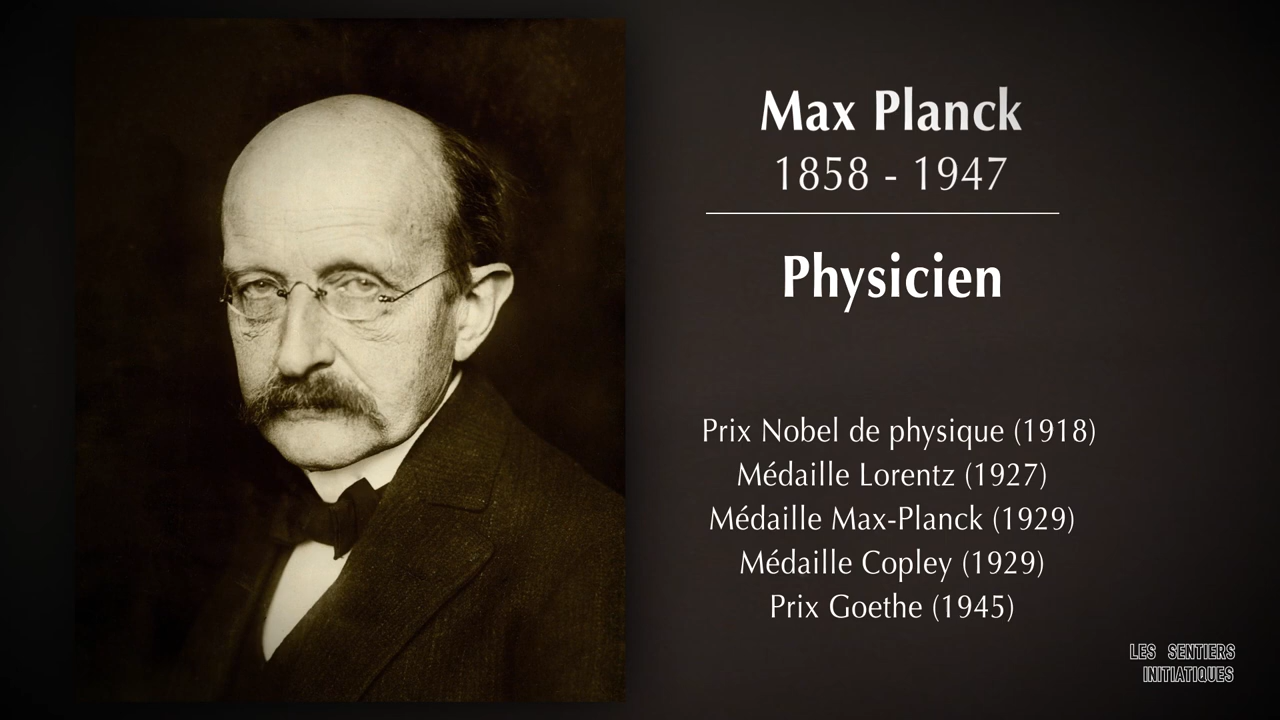 Max Planck
1858 - 1947
Physicien
Prix Nobel de physique (1918)
Médaille Lorentz (1927)
Médaille Max-Planck (1929)
Médaille Copley (1929)
Prix Goethe (1945)
LES SENTIERS
INITIATIQUES